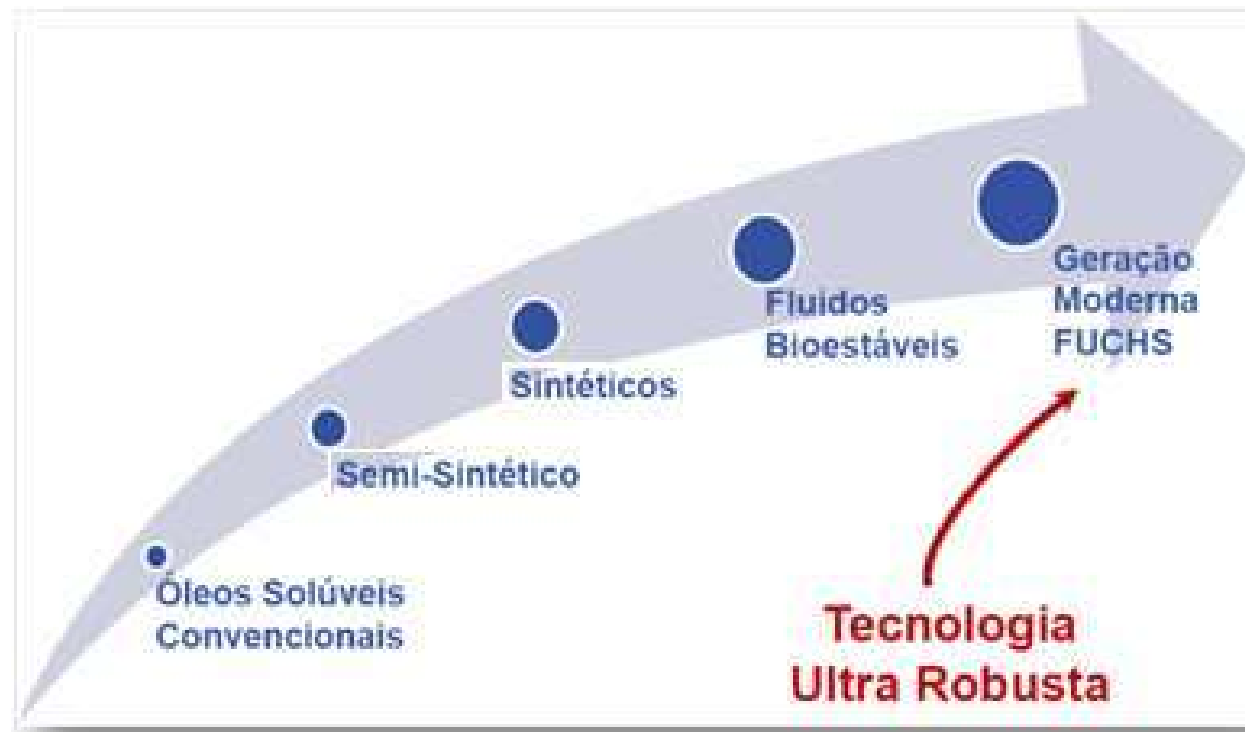 Óleos Solúveis
Convencionais
Semi-Sintético
Sintéticos
Fluidos
Bioestáveis
Geração
Moderna
FUCHS
Tecnologia
Ultra Robusta